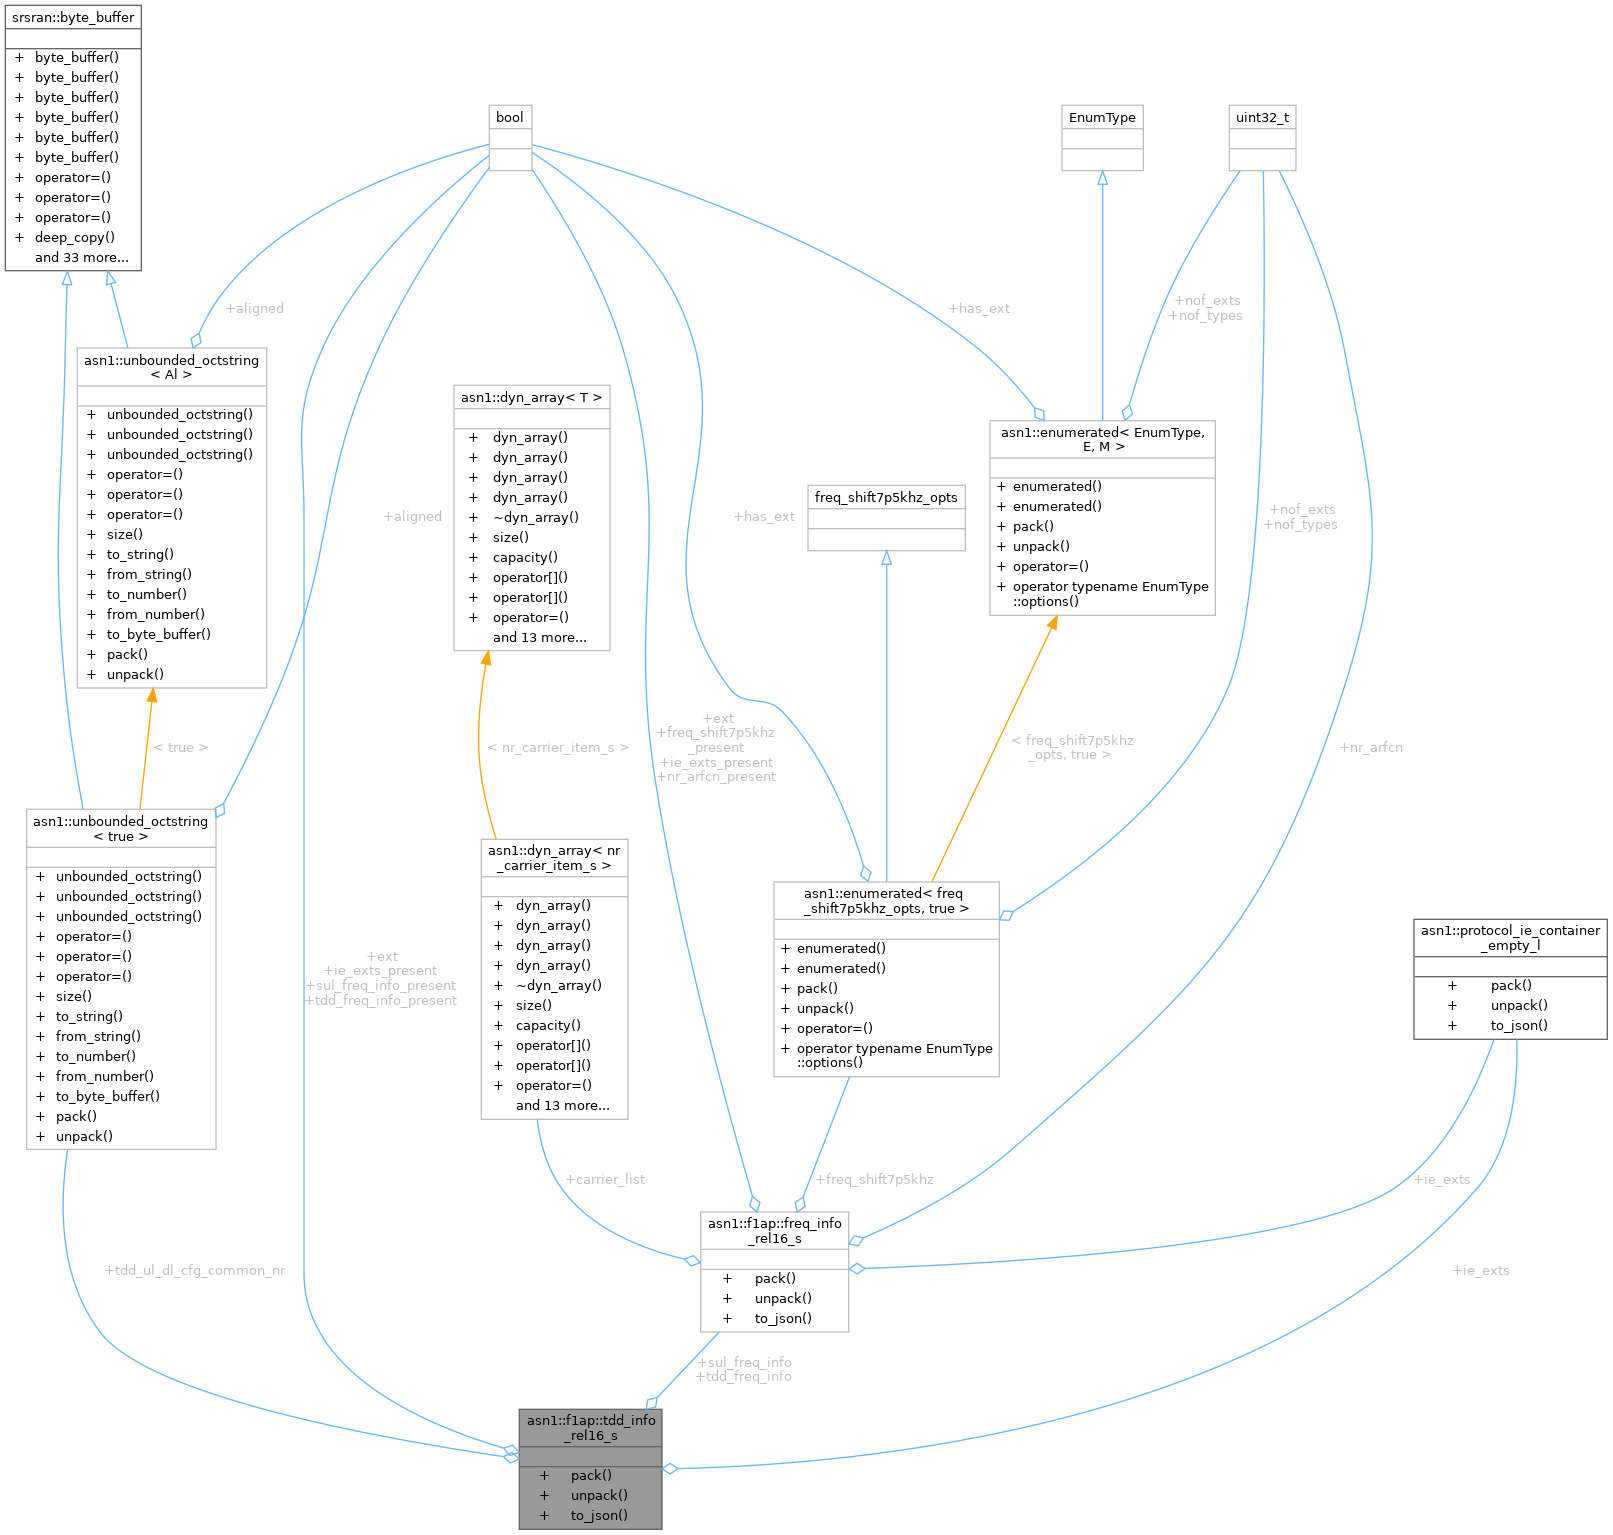 srsran::byte_buffer
+ byte_buffer()
+ byte_buffer()
+ byte_buffer()
+ byte_buffer()
+ byte_buffer()
+ byte_buffer()
+ operator=()
+ operator=()
+ operator=()
+ deep_copy()
and 33 more...
bool
EnumType
uint32_t
+aligned
+has_ext
+nof_exts
+nof_types
asn1::unbounded_octstring
< Al >
+ unbounded_octstring()
+ unbounded_octstring()
+ unbounded_octstring()
+ operator=()
+ operator=()
+ operator=()
+ size()
+ to_string()
+ from_string()
+ to_number()
+ from_number()
+ to_byte_buffer()
+ pack()
+ unpack()
+aligned
asn1::dyn_array< T >
+ dyn_array()
+ dyn_array()
+ dyn_array()
+ dyn_array()
+ ~dyn_array()
+ size()
+ capacity()
+ operator[]()
+ operator[]()
+ operator=()
and 13 more...
+has_ext
freq_shift7p5khz_opts
asn1::enumerated< EnumType,
E, M >
+ enumerated()
+ enumerated()
+ pack()
+ unpack()
+ operator=()
+ operator typename EnumType
::options()
+nof_exts
+nof_types
< true >
< nr_carrier_item_s >
+ext
+freq_shift7p5khz
_present
+ie_exts_present
+nr_arfcn_present
< freq_shift7p5khz
_opts, true >
+nr_arfcn
asn1::unbounded_octstring
< true >
+ unbounded_octstring()
+ unbounded_octstring()
+ unbounded_octstring()
+ operator=()
+ operator=()
+ operator=()
+ size()
+ to_string()
+ from_string()
+ to_number()
+ from_number()
+ to_byte_buffer()
+ pack()
+ unpack()
+ext
+ie_exts_present
+sul_freq_info_present
+tdd_freq_info_present
asn1::dyn_array< nr
_carrier_item_s >
+ dyn_array()
+ dyn_array()
+ dyn_array()
+ dyn_array()
+ ~dyn_array()
+ size()
+ capacity()
+ operator[]()
+ operator[]()
+ operator=()
and 13 more...
asn1::enumerated< freq
_shift7p5khz_opts, true >
+ enumerated()
+ enumerated()
+ pack()
+ unpack()
+ operator=()
+ operator typename EnumType
::options()
asn1::protocol_ie_container
_empty_l
+ pack()
+ unpack()
+ to_json()
+carrier_list
+freq_shift7p5khz
+ie_exts
+tdd_ul_dl_cfg_common_nr
asn1::f1ap::freq_info
_rel16_s
+ pack()
+ unpack()
+ to_json()
+ie_exts
+sul_freq_info
+tdd_freq_info
asn1::f1ap::tdd_info
_rel16_s
+ pack()
+ unpack()
+ to_json()